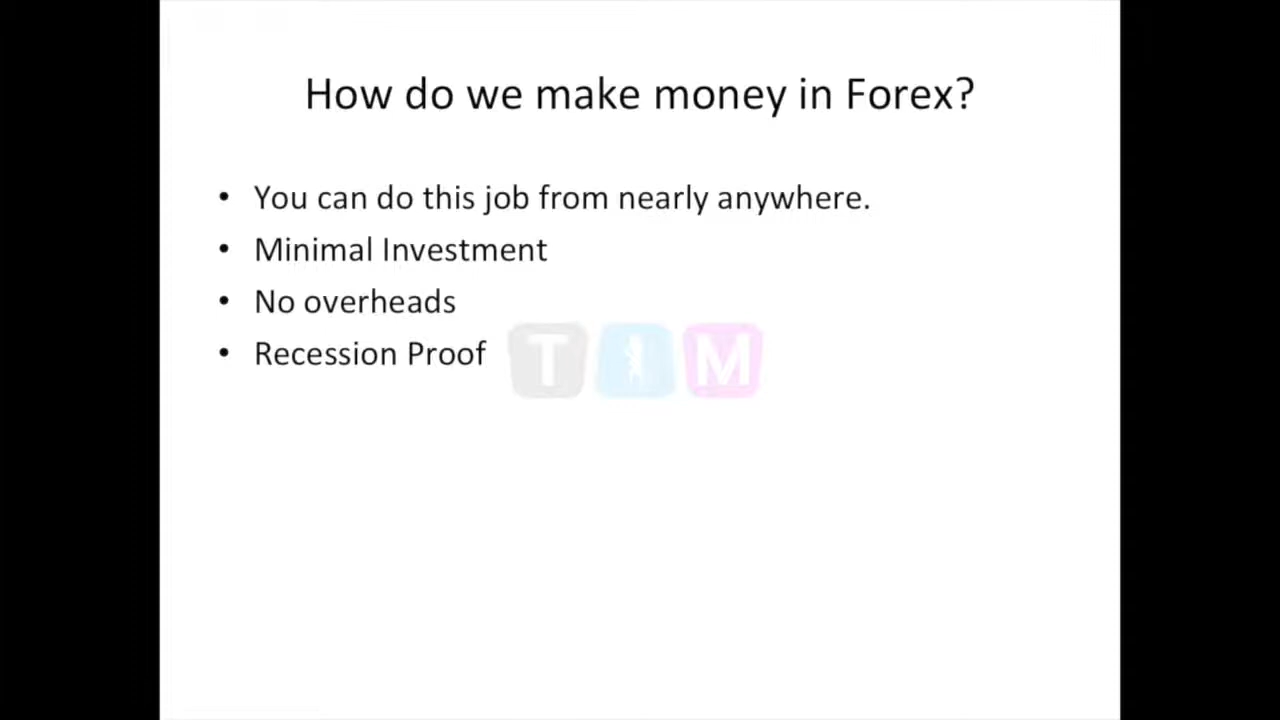 How do we make money in Forex?
• You can do this job from nearly anywhere.
• Minimal Investment
• No overheads
• Recession Proof
TIM